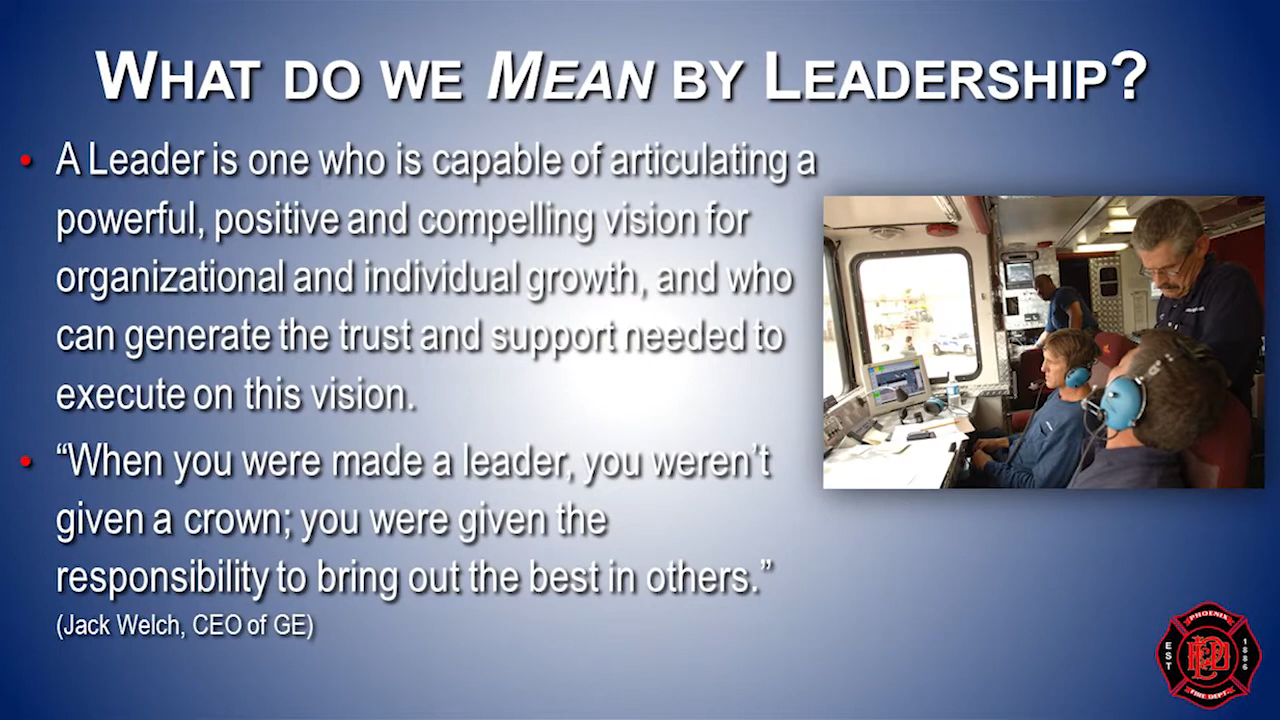 WHAT DO WE MEAN BY LEADERSHIP?
• A Leader is one who is capable of articulating a
powerful, positive and compelling vision for
organizational and individual growth, and who
can generate the trust and support needed to
execute on this vision.
• “When you were made a leader, you weren’t
given a crown; you were given the
responsibility to bring out the best in others.”
(Jack Welch, CEO of GE)
PHOENIX
EST 1886
PFD
FIRE DEPT.